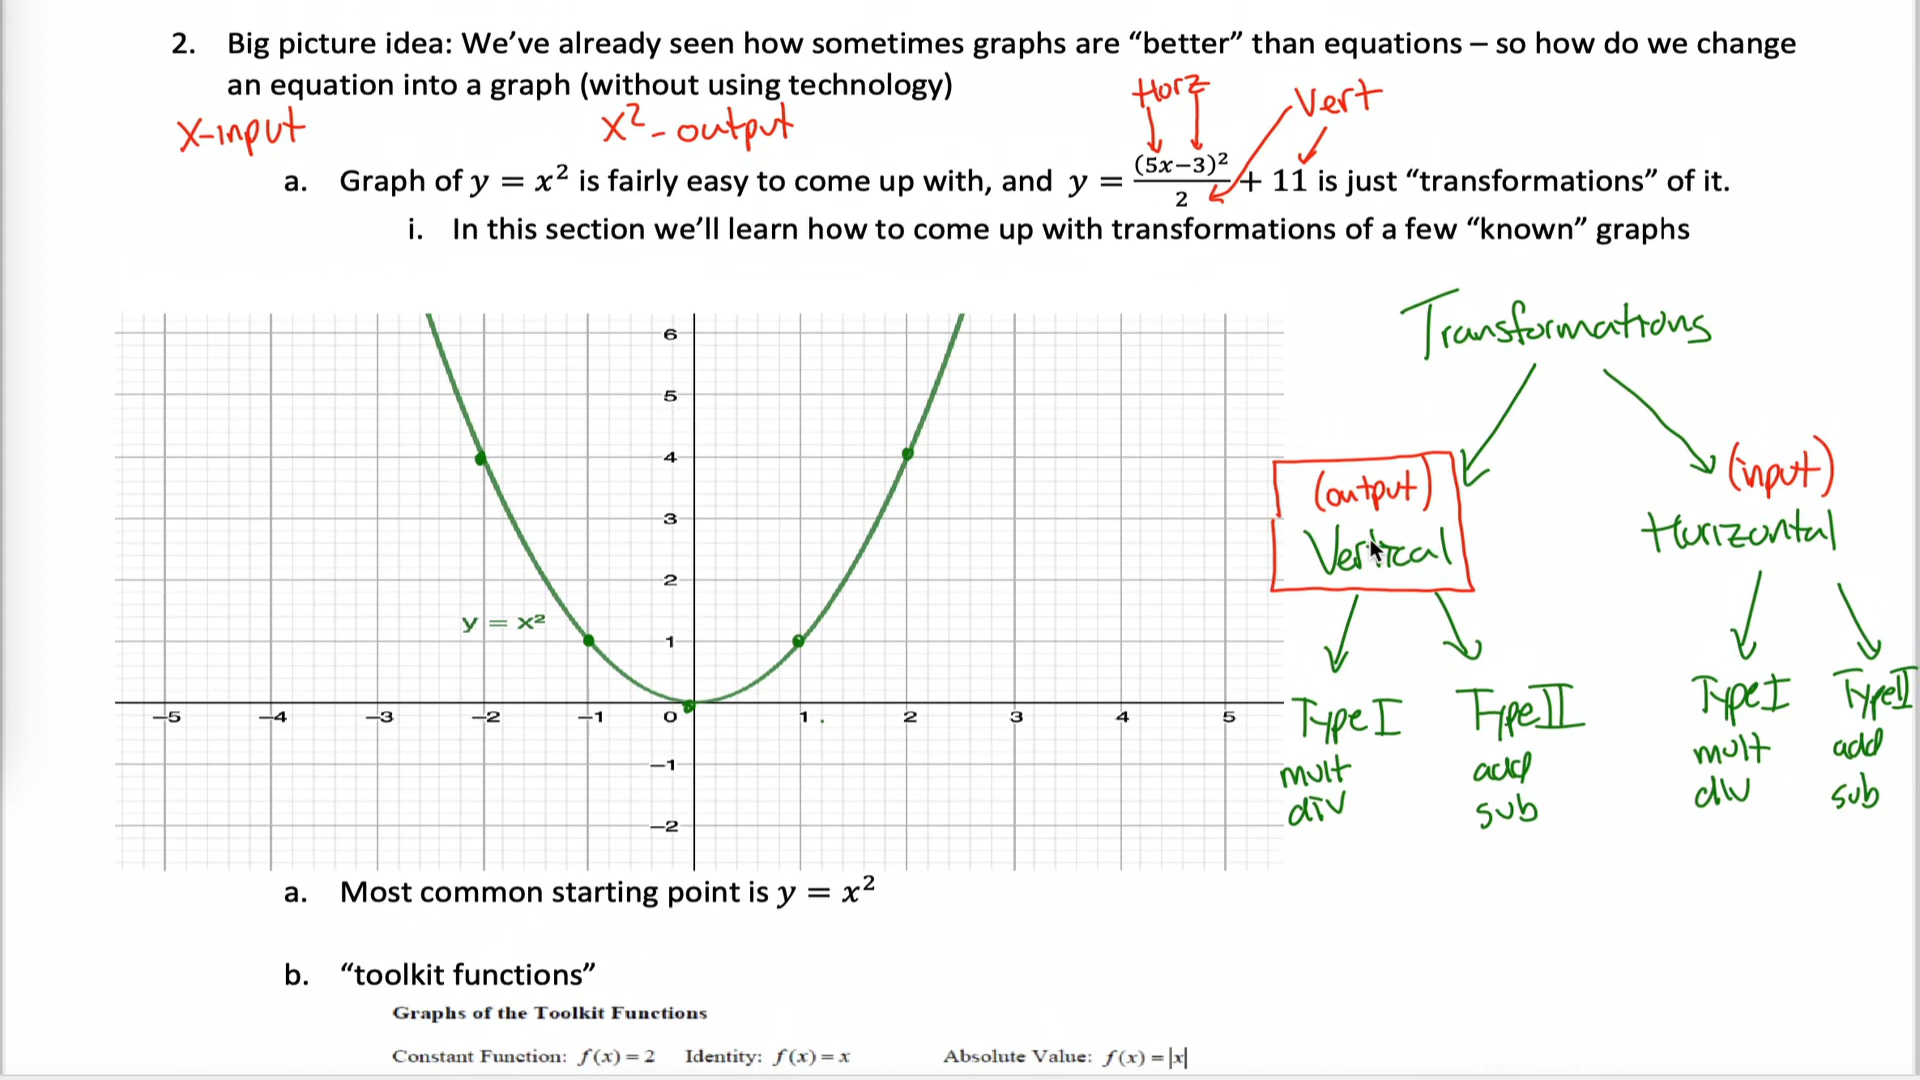 2. Big picture idea: We’ve already seen how sometimes graphs are “better” than equations – so how do we change
an equation into a graph (without using technology)
Horz
Vert
X-input
x²-output
a. Graph of y = x² is fairly easy to come up with, and y = (5x−3)²/2 + 11 is just “transformations” of it.
i. In this section we’ll learn how to come up with transformations of a few “known” graphs
Transformations
(output)
Vertical
(input)
Horizontal
Type I
mult
div
Type II
add
sub
Type I
mult
div
Type II
add
sub
6
5
4
3
2
1
y = x²
−5 −4 −3 −2 −1 0 1 2 3 4 5
−1
−2
a. Most common starting point is y = x²
b. “toolkit functions”
Graphs of the Toolkit Functions
Constant Function: f(x) = 2 Identity: f(x) = x Absolute Value: f(x) = |x|